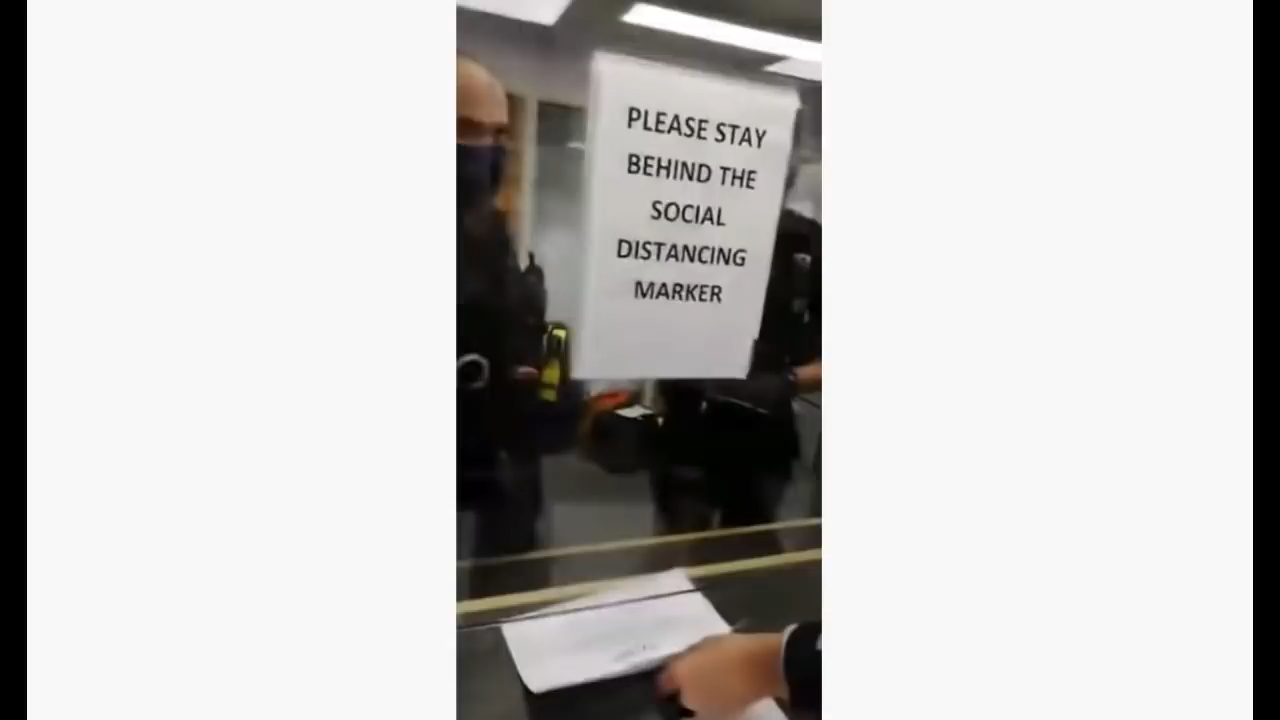 PLEASE STAY
BEHIND THE
SOCIAL
DISTANCING
MARKER